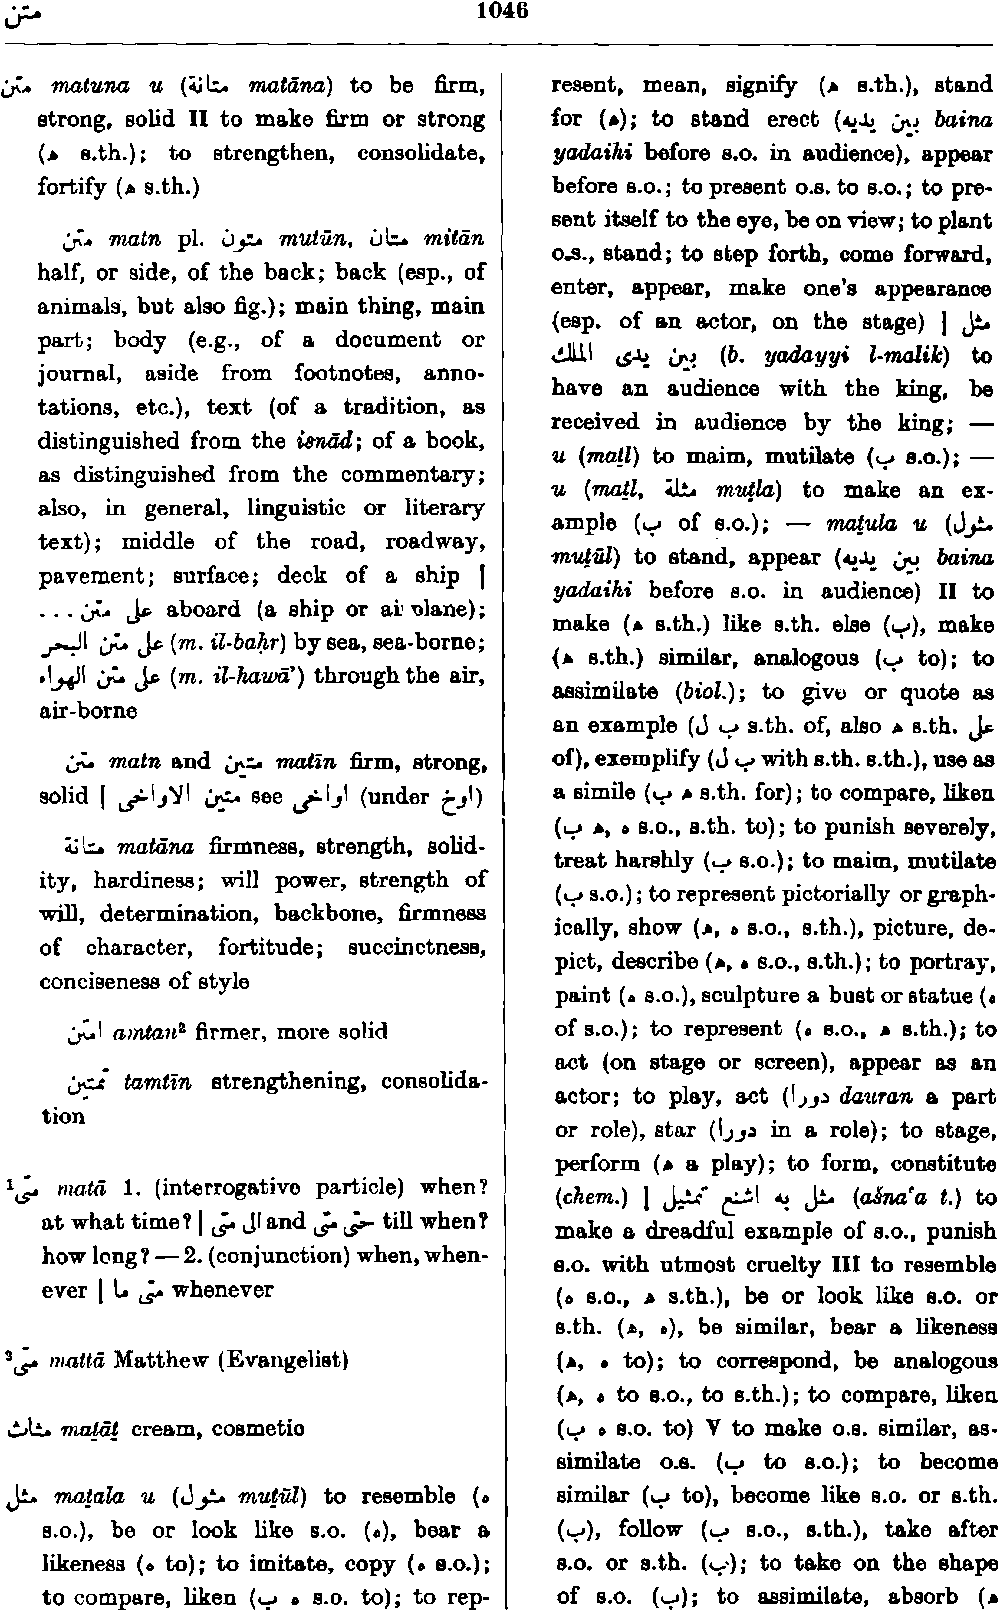 متن
1046
متن matuna u (متانة matāna) to be firm,
strong, solid II to make firm or strong
(ه s.th.); to strengthen, consolidate,
fortify (ه s.th.)
متن matn pl. متون mutūn, متان mitān
half, or side, of the back; back (esp., of
animals, but also fig.); main thing, main
part; body (e.g., of a document or
journal, aside from footnotes, anno-
tations, etc.), text (of a tradition, as
distinguished from the isnād; of a book,
as distinguished from the commentary;
also, in general, linguistic or literary
text); middle of the road, roadway,
pavement; surface; deck of a ship |
على متن ... aboard (a ship or airplane);
على متن البحر (m. il-baḥr) by sea, sea-borne;
على متن الهواء (m. il-hawā’) through the air,
air-borne
متن matn and متين matīn firm, strong,
solid | متين الاواخى see اواخى (under اوخ)
متانة matāna firmness, strength, solid-
ity, hardiness; will power, strength of
will, determination, backbone, firmness
of character, fortitude; succinctness,
conciseness of style
امتن amtan² firmer, more solid
تمتين tamtīn strengthening, consolida-
tion
¹متى matā 1. (interrogative particle) when?
at what time? | الى متى and حتى متى till when?
how long? — 2. (conjunction) when, when-
ever | متى ما whenever
²متى mattā Matthew (Evangelist)
مثاث maṯāṯ cream, cosmetic
مثل maṯala u (مثول muṯūl) to resemble (ه
s.o.), be or look like s.o. (ه), bear a
likeness (ه to); to imitate, copy (ه s.o.);
to compare, liken (ه ب s.o. to); to rep-
resent, mean, signify (ه s.th.), stand
for (ه); to stand erect (بين يديه baina
yadaihi before s.o. in audience), appear
before s.o.; to present o.s. to s.o.; to pre-
sent itself to the eye, be on view; to plant
o.s., stand; to step forth, come forward,
enter, appear, make one's appearance
(esp. of an actor, on the stage) | مثل
بين يدى الملك (b. yadayyi l-malik) to
have an audience with the king, be
received in audience by the king; —
u (maṯl) to maim, mutilate (ب s.o.); —
u (maṯl, مثلة muṯla) to make an ex-
ample (ب of s.o.); — maṯula u (مثول
muṯūl) to stand, appear (بين يديه baina
yadaihi before s.o. in audience) II to
make (ه s.th.) like s.th. else (ب), make
(ه s.th.) similar, analogous (ب to); to
assimilate (biol.); to give or quote as
an example (ب ل s.th. of, also ه s.th. على
of), exemplify (ب ل with s.th. s.th.), use as
a simile (ه ب s.th. for); to compare, liken
(ه, ه ب s.o., s.th. to); to punish severely,
treat harshly (ب s.o.); to maim, mutilate
(ب s.o.); to represent pictorially or graph-
ically, show (ه, ه s.o., s.th.), picture, de-
pict, describe (ه, ه s.o., s.th.); to portray,
paint (ه s.o.), sculpture a bust or statue (ه
of s.o.); to represent (ه s.o., ه s.th.); to
act (on stage or screen), appear as an
actor; to play, act (دورا dauran a part
or role), star (دورا in a role); to stage,
perform (ه a play); to form, constitute
(chem.) | مثل به اشنع تمثيل (ašna‘a t.) to
make a dreadful example of s.o., punish
s.o. with utmost cruelty III to resemble
(ه s.o., ه s.th.), be or look like s.o. or
s.th. (ه, ه), be similar, bear a likeness
(ه, ه to); to correspond, be analogous
(ه, ه to s.o., to s.th.); to compare, liken
(ه ب s.o. to) V to make o.s. similar, as-
similate o.s. (ب to s.o.); to become
similar (ب to), become like s.o. or s.th.
(ب), follow (ب s.o., s.th.), take after
s.o. or s.th. (ب); to take on the shape
of s.o. (ب); to assimilate, absorb (ه